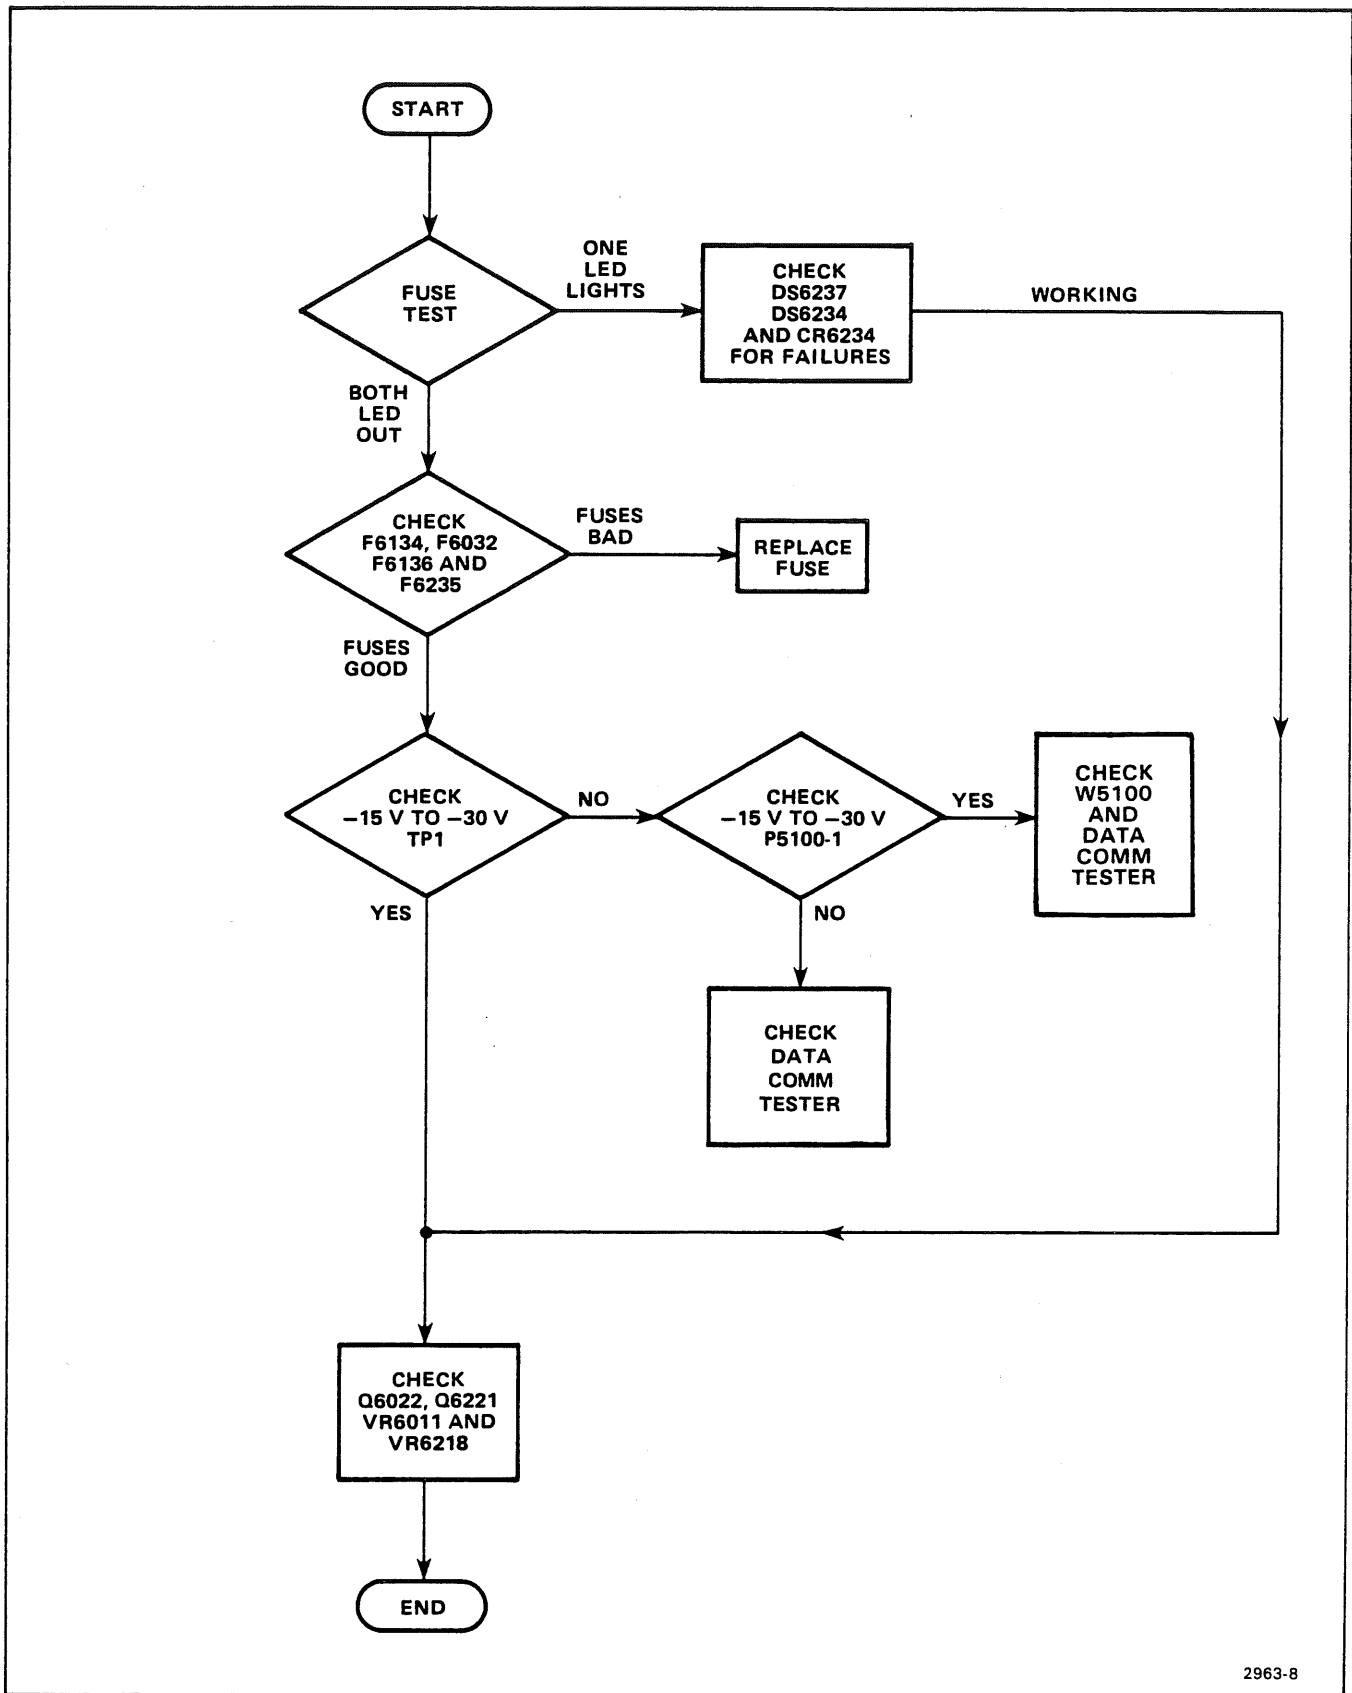 START
FUSE
TEST
ONE
LED
LIGHTS
CHECK
DS6237
DS6234
AND CR6234
FOR FAILURES
WORKING
BOTH
LED
OUT
CHECK
F6134, F6032
F6136 AND
F6235
FUSES
BAD
REPLACE
FUSE
FUSES
GOOD
CHECK
–15 V TO –30 V
TP1
NO
CHECK
–15 V TO –30 V
P5100-1
YES
CHECK
W5100
AND
DATA
COMM
TESTER
YES
NO
CHECK
DATA
COMM
TESTER
CHECK
Q6022, Q6221
VR6011 AND
VR6218
END
2963-8